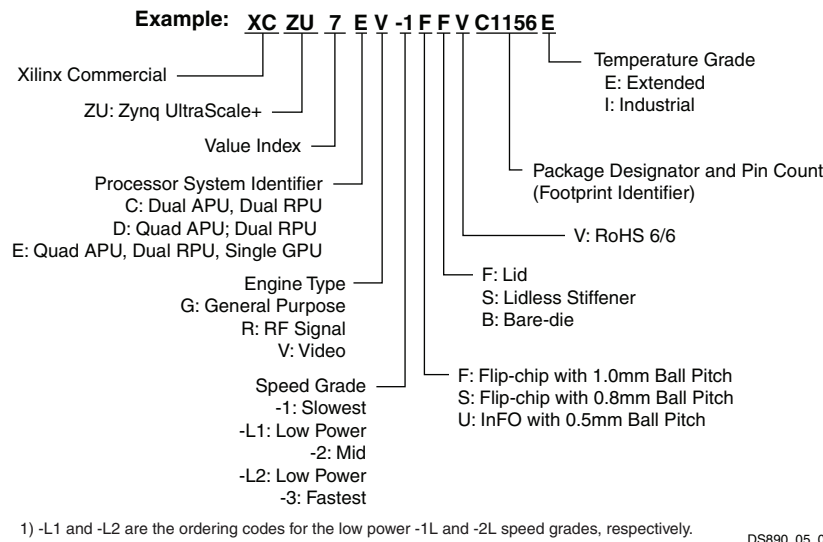 Example: XC ZU 7 E V -1 F F V C1156 E
Xilinx Commercial
ZU: Zynq UltraScale+
Value Index
Processor System Identifier
C: Dual APU, Dual RPU
D: Quad APU; Dual RPU
E: Quad APU, Dual RPU, Single GPU
Engine Type
G: General Purpose
R: RF Signal
V: Video
Speed Grade
-1: Slowest
-L1: Low Power
-2: Mid
-L2: Low Power
-3: Fastest
Temperature Grade
E: Extended
I: Industrial
Package Designator and Pin Count
(Footprint Identifier)
V: RoHS 6/6
F: Lid
S: Lidless Stiffener
B: Bare-die
F: Flip-chip with 1.0mm Ball Pitch
S: Flip-chip with 0.8mm Ball Pitch
U: InFO with 0.5mm Ball Pitch
1) -L1 and -L2 are the ordering codes for the low power -1L and -2L speed grades, respectively.
DS890_05_0